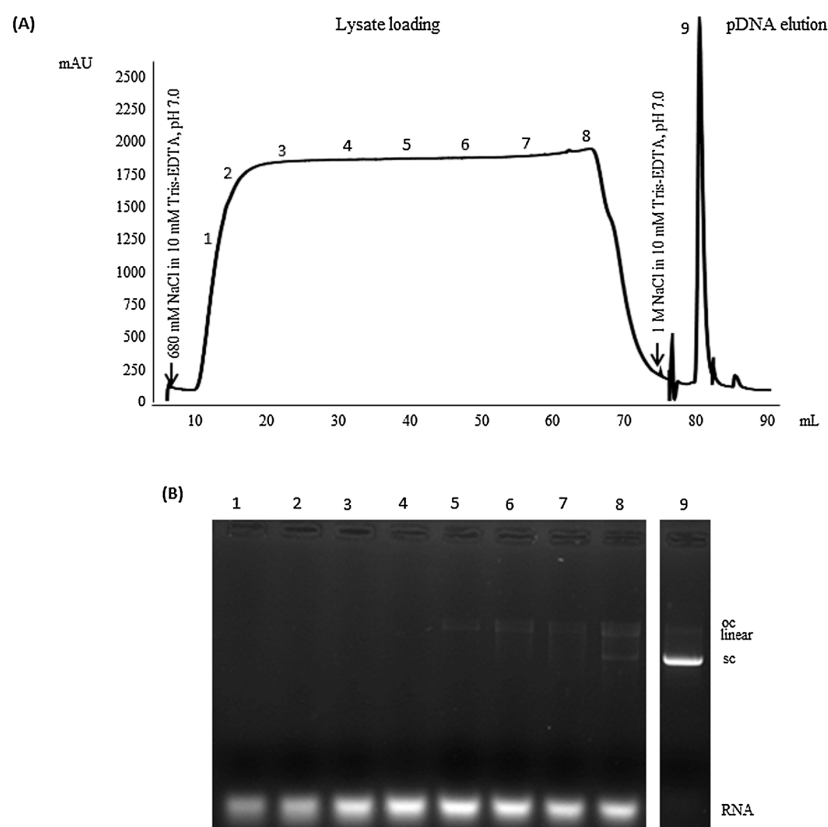 (A)
Lysate loading
9
pDNA elution
mAU
2500
2250
2000
1750
1500
1250
1000
750
500
250
0
680 mM NaCl in 10 mM Tris-EDTA, pH 7.0
1
2
3
4
5
6
7
8
1 M NaCl in 10 mM Tris-EDTA, pH 7.0
10 20 30 40 50 60 70 80 90 mL
(B)
1 2 3 4 5 6 7 8 9
oc
linear
sc
RNA